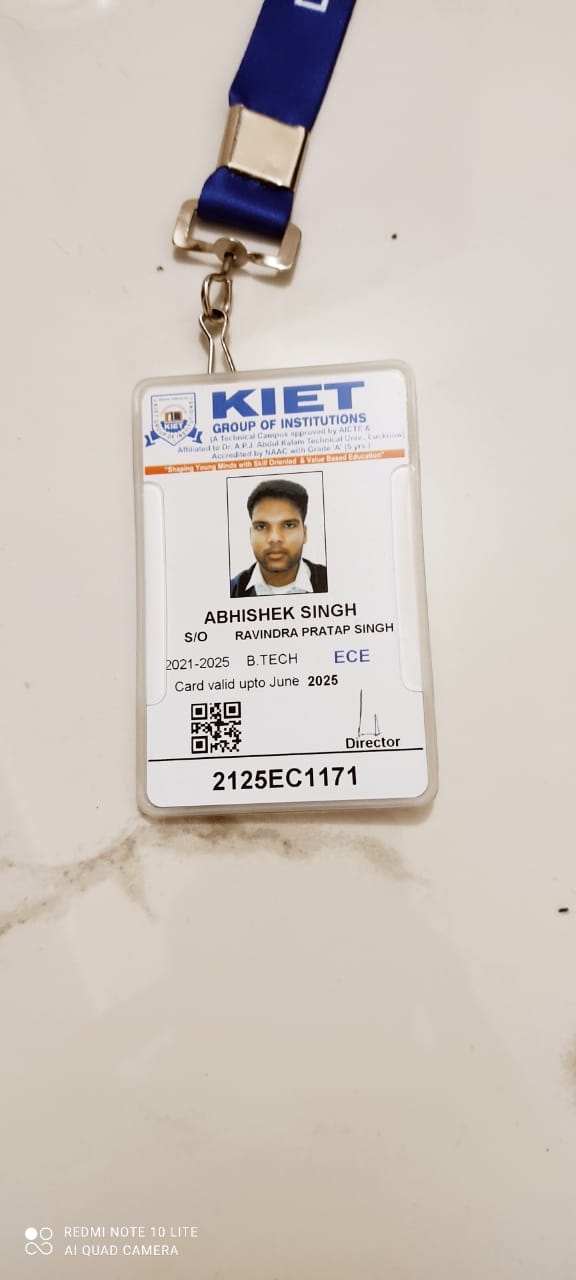 KIET
GROUP OF INSTITUTIONS
(A Technical Campus approved by AICTE &
Affiliated to Dr. A.P.J. Abdul Kalam Technical Univ., Lucknow)
Accredited by NAAC with Grade 'A' (5 yrs.)
"Shaping Young Minds with Skill Oriented & Value Based Education"
KIET
ABHISHEK SINGH
S/O RAVINDRA PRATAP SINGH
2021-2025 B.TECH ECE
Card valid upto June 2025
Director
2125EC1171
REDMI NOTE 10 LITE
AI QUAD CAMERA